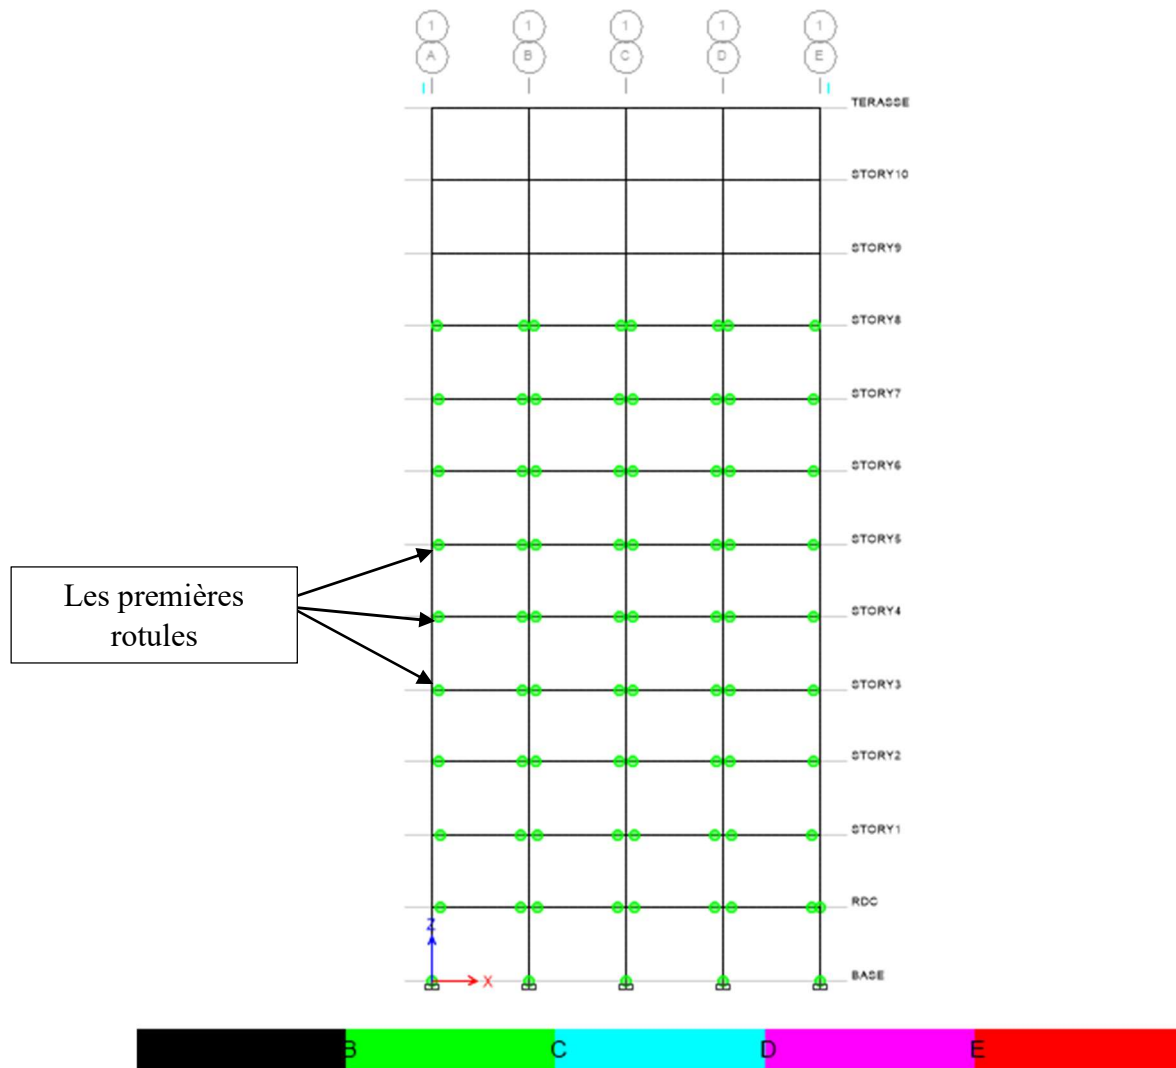 1 1 1 1 1
A B C D E
TERASSE
STORY10
STORY9
STORY8
STORY7
STORY6
STORY5
Les premières
rotules
STORY4
STORY3
STORY2
STORY1
RDC
Z
X
BASE
B C D E